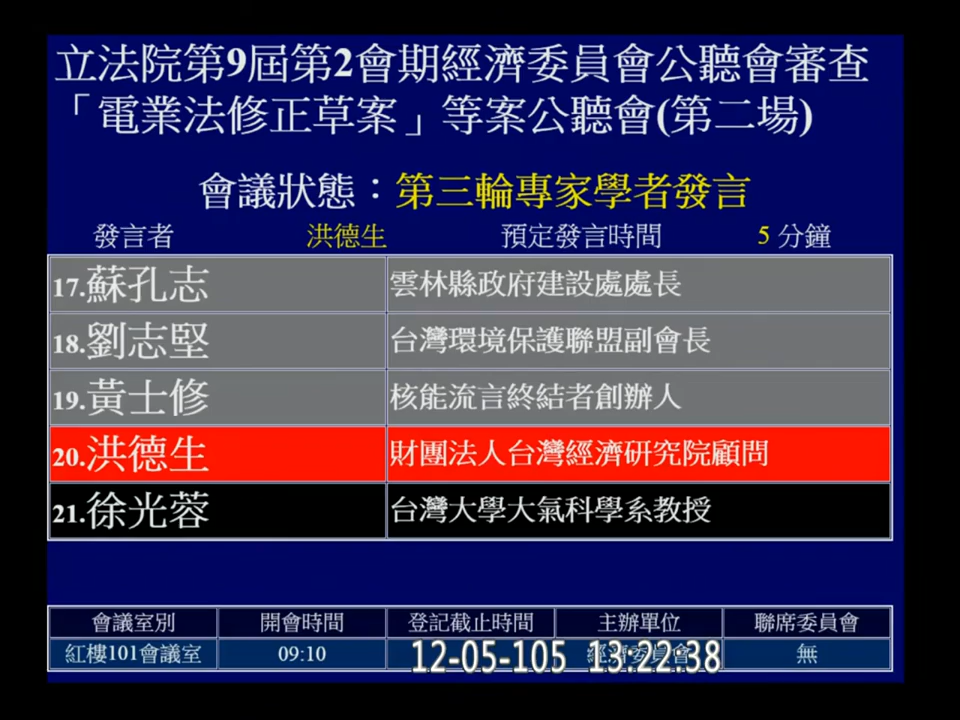 立法院第9屆第2會期經濟委員會公聽會審查
「電業法修正草案」等案公聽會(第二場)
會議狀態：第三輪專家學者發言
發言者 洪德生 預定發言時間 5 分鐘
17.蘇孔志 雲林縣政府建設處處長
18.劉志堅 台灣環境保護聯盟副會長
19.黃士修 核能流言終結者創辦人
20.洪德生 財團法人台灣經濟研究院顧問
21.徐光蓉 台灣大學大氣科學系教授
會議室別 開會時間 登記截止時間 主辦單位 聯席委員會
紅樓101會議室 09:10 經濟委員會 無
12-05-105 13:22:38